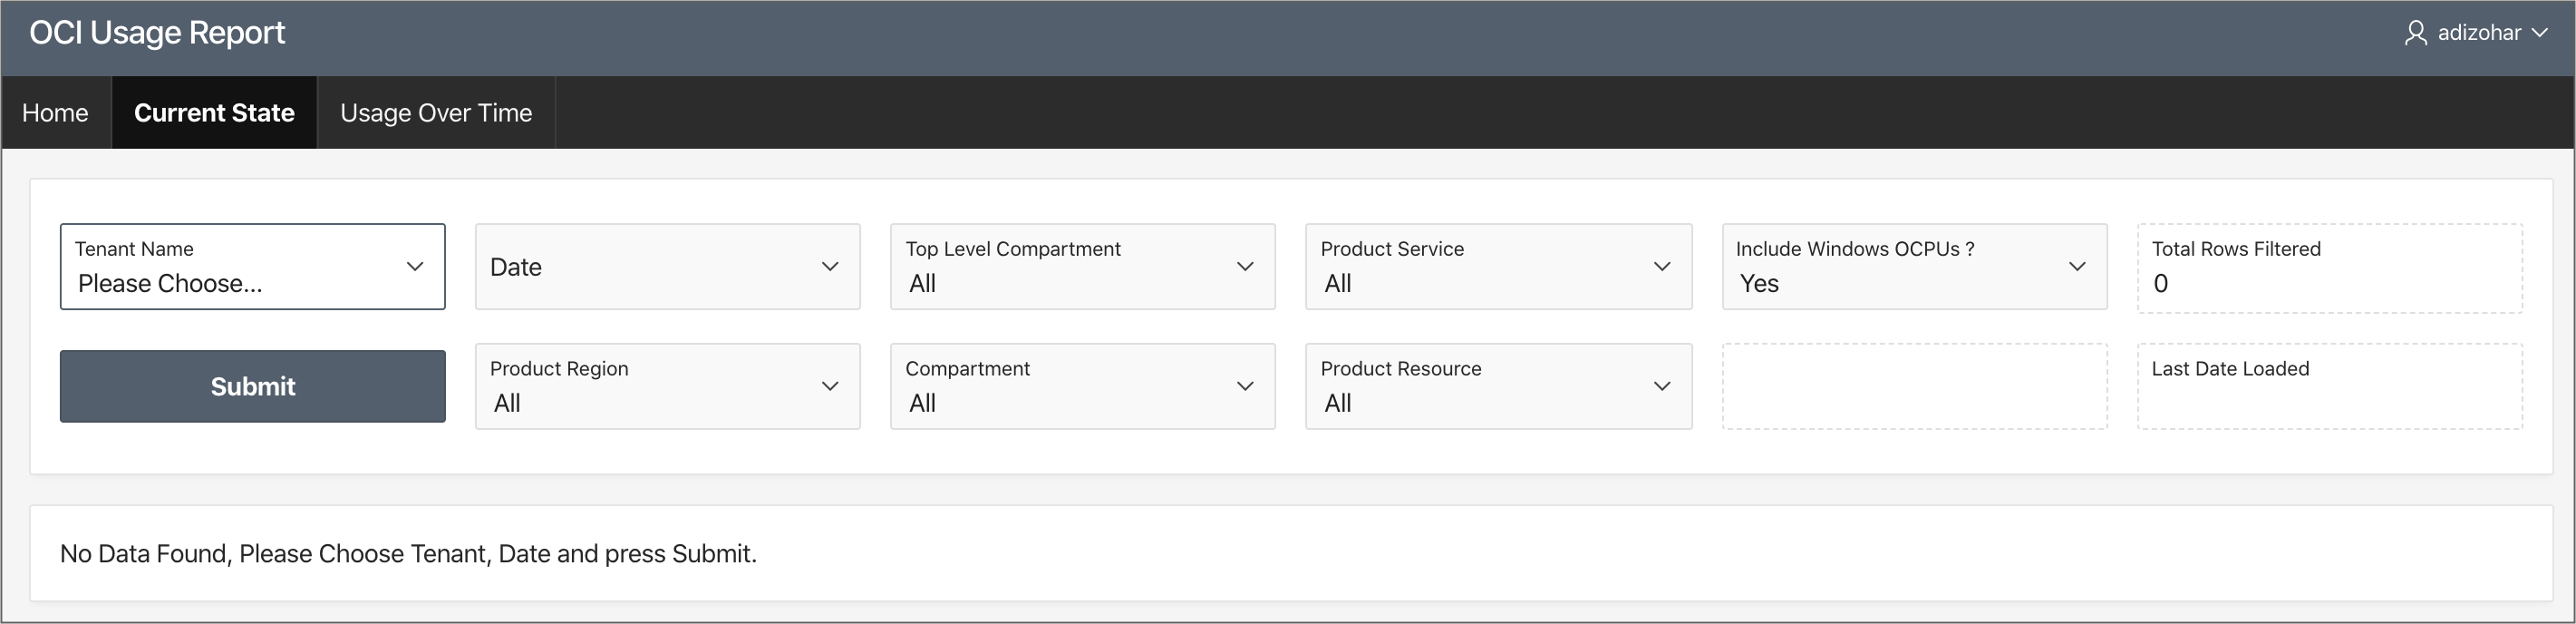 OCI Usage Report
adizohar
Home
Current State
Usage Over Time
Tenant Name
Please Choose...
Date
Top Level Compartment
All
Product Service
All
Include Windows OCPUs ?
Yes
Total Rows Filtered
0
Submit
Product Region
All
Compartment
All
Product Resource
All
Last Date Loaded
No Data Found, Please Choose Tenant, Date and press Submit.